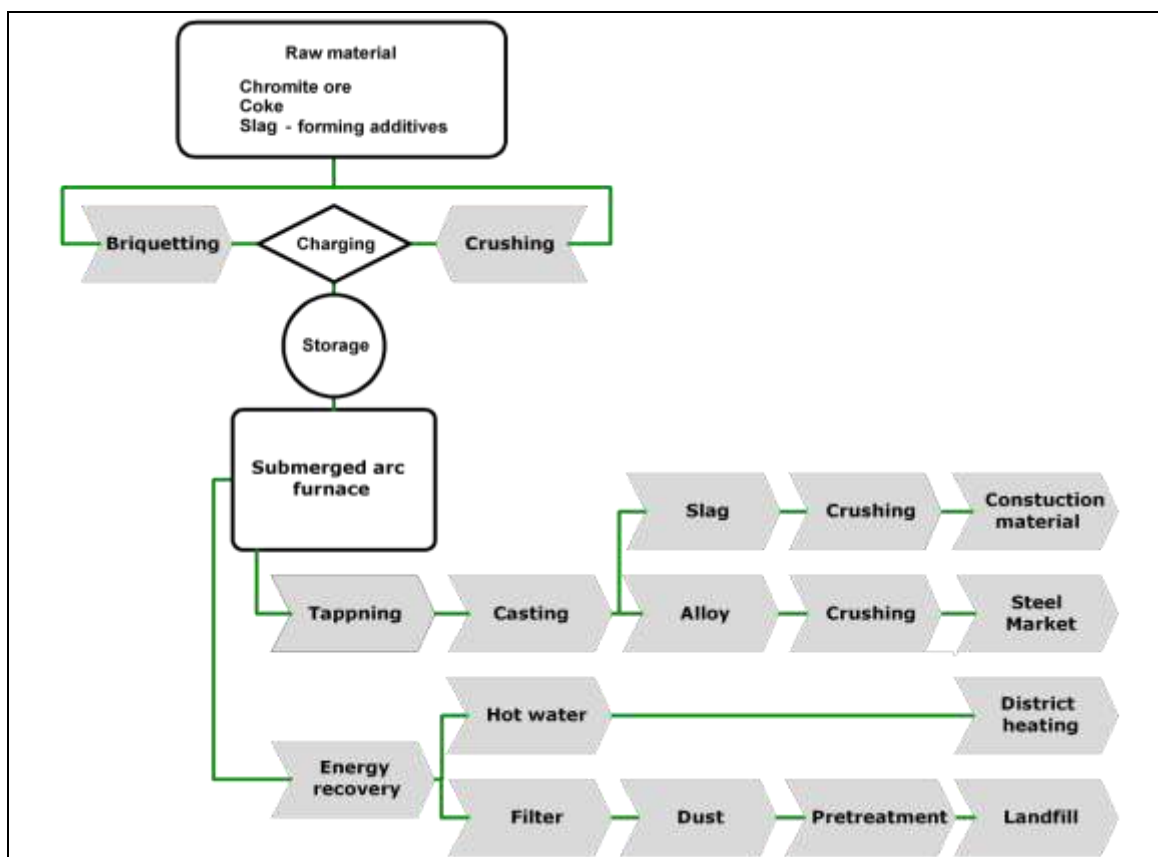 Raw material
Chromite ore
Coke
Slag - forming additives
Briquetting
Charging
Crushing
Storage
Submerged arc
furnace
Slag
Crushing
Constuction
material
Tappning
Casting
Alloy
Crushing
Steel
Market
Hot water
District
heating
Energy
recovery
Filter
Dust
Pretreatment
Landfill